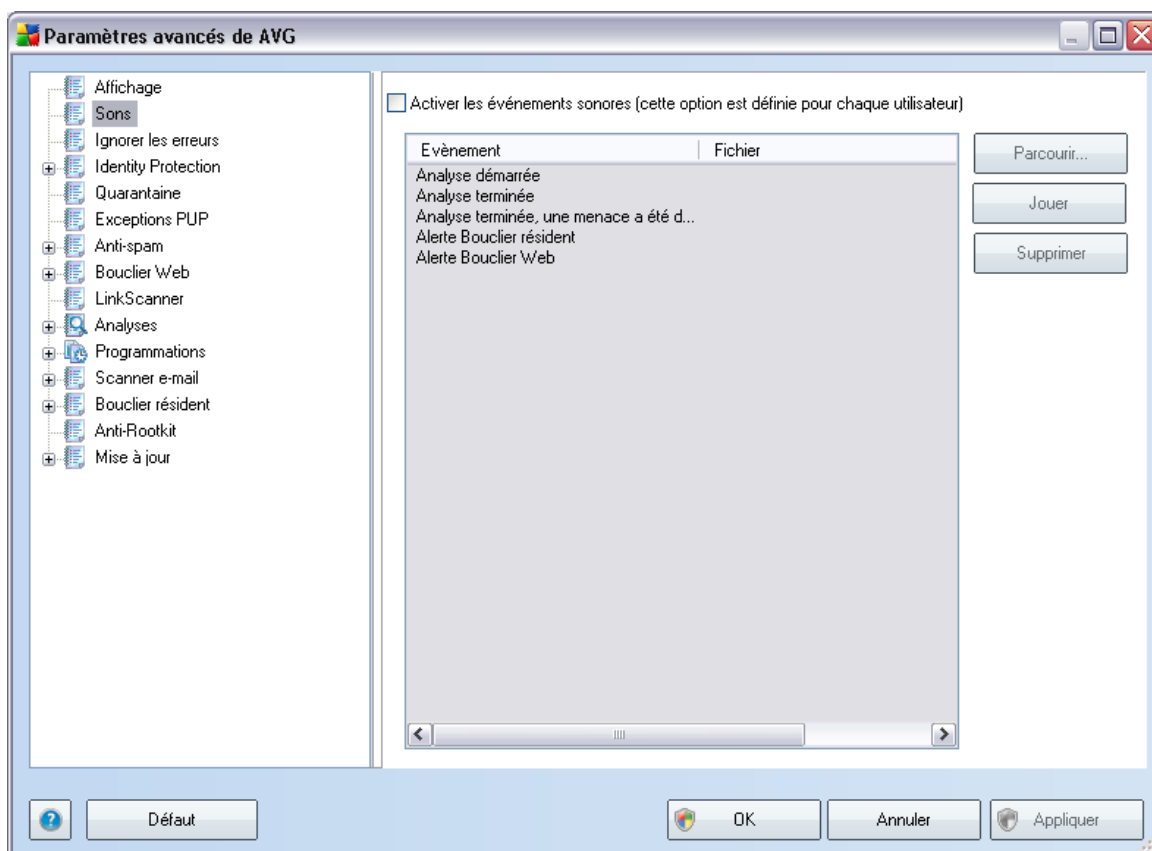 Paramètres avancés de AVG
Affichage
Sons
Ignorer les erreurs
Identity Protection
Quarantaine
Exceptions PUP
Anti-spam
Bouclier Web
LinkScanner
Analyses
Programmations
Scanner e-mail
Bouclier résident
Anti-Rootkit
Mise à jour
Activer les événements sonores (cette option est définie pour chaque utilisateur)
Evènement Fichier
Analyse démarrée
Analyse terminée
Analyse terminée, une menace a été d...
Alerte Bouclier résident
Alerte Bouclier Web
Parcourir...
Jouer
Supprimer
Défaut OK Annuler Appliquer